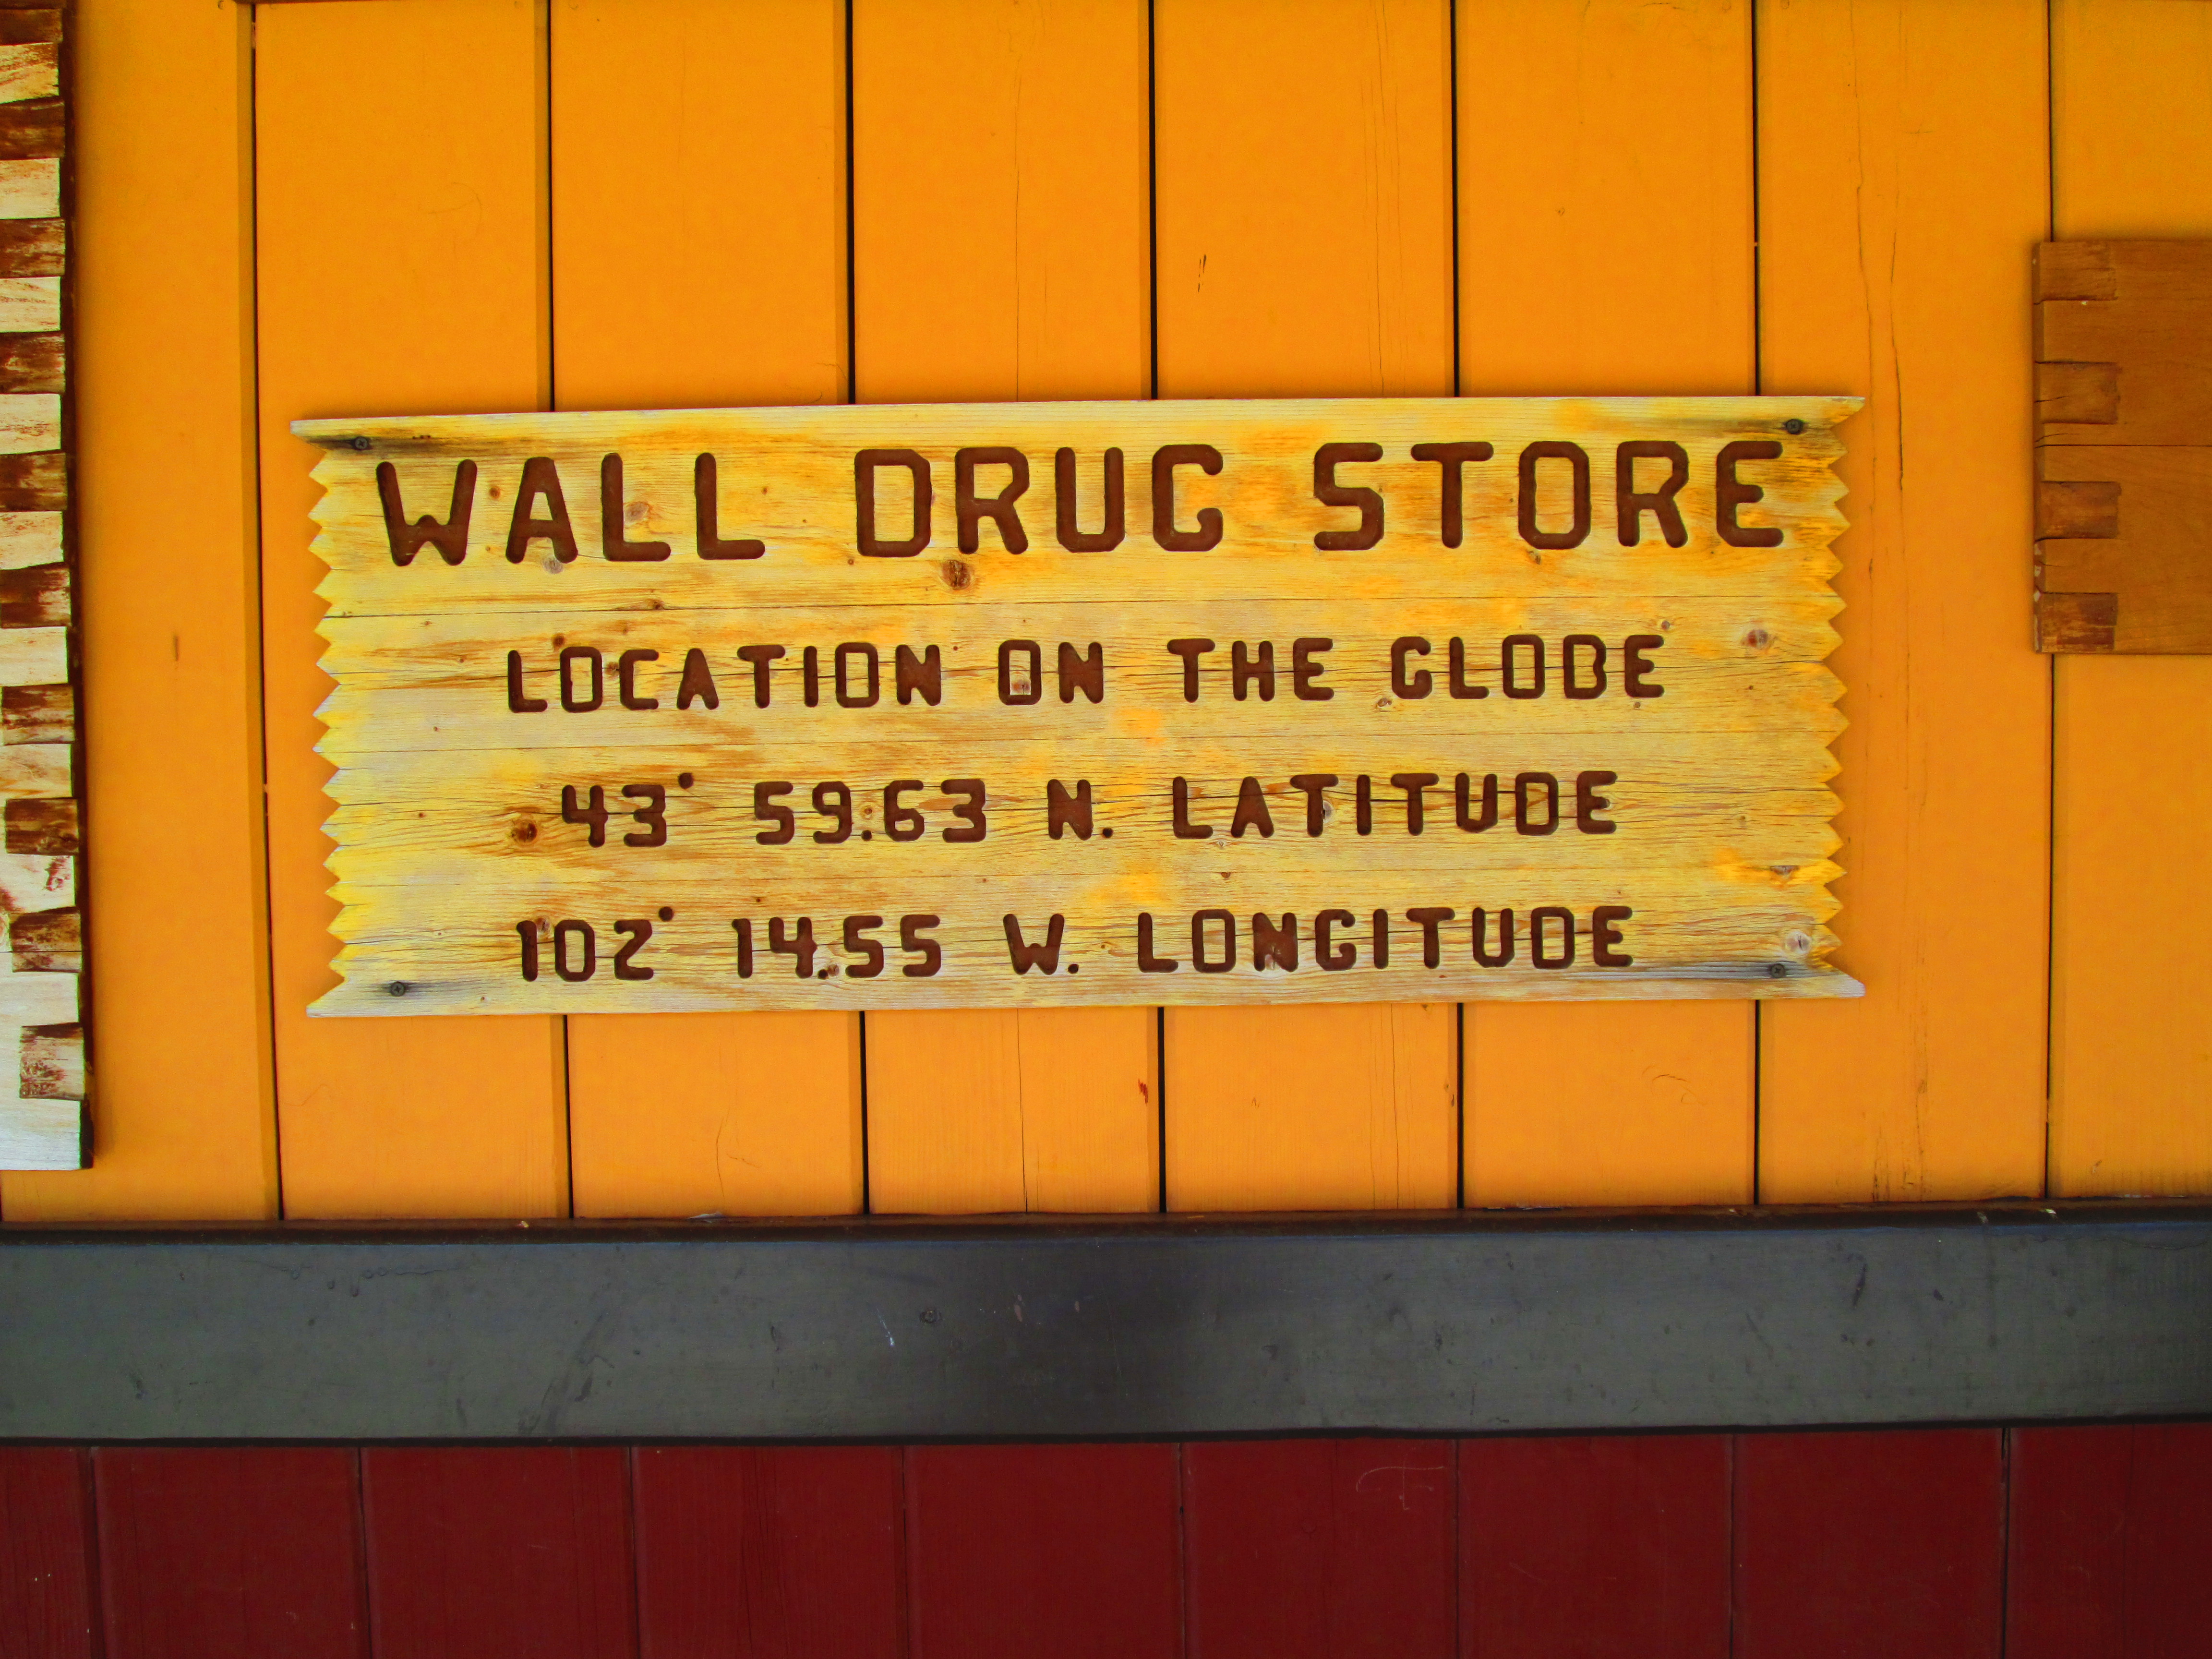 WALL DRUG STORE
LOCATION ON THE GLOBE
43° 59.63 N. LATITUDE
102° 14.55 W. LONGITUDE